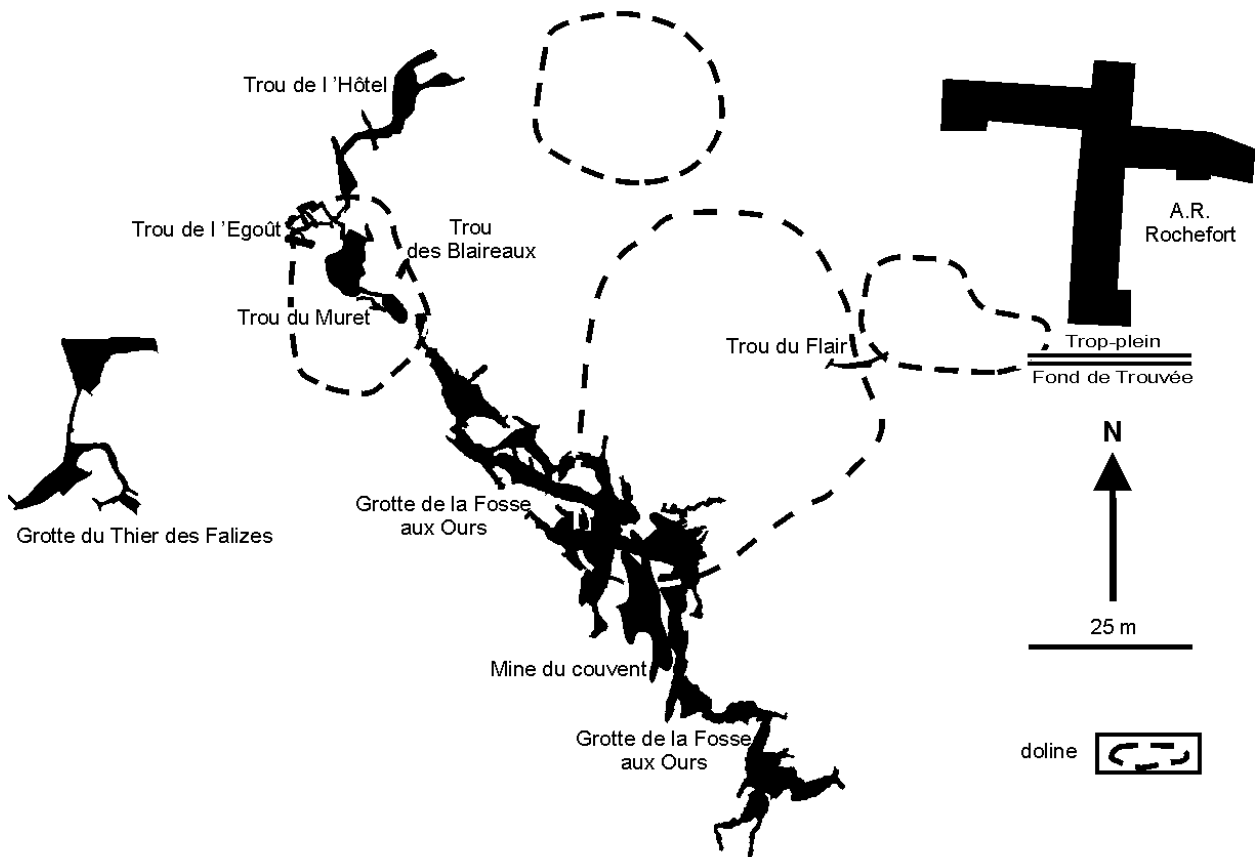 Trou de l 'Hôtel
Trou de l 'Egoût
Trou
des Blaireaux
A.R.
Rochefort
Trou du Muret
Trou du Flair
Trop-plein
Fond de Trouvée
N
Grotte de la Fosse
aux Ours
Grotte du Thier des Falizes
25 m
Mine du couvent
Grotte de la Fosse
aux Ours
doline